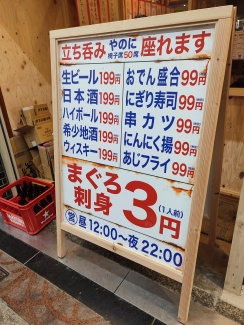 立ち呑み やのに 座れます
椅子席50席
生ビール199円
日本酒199円
ハイボール199円
希少地酒199円
ウィスキー199円
おでん盛合99円
にぎり寿司99円
串カツ99円
にんにく揚99円
あじフライ99円
まぐろ
刺身
3円
(1人前)
営 昼12:00〜夜22:00